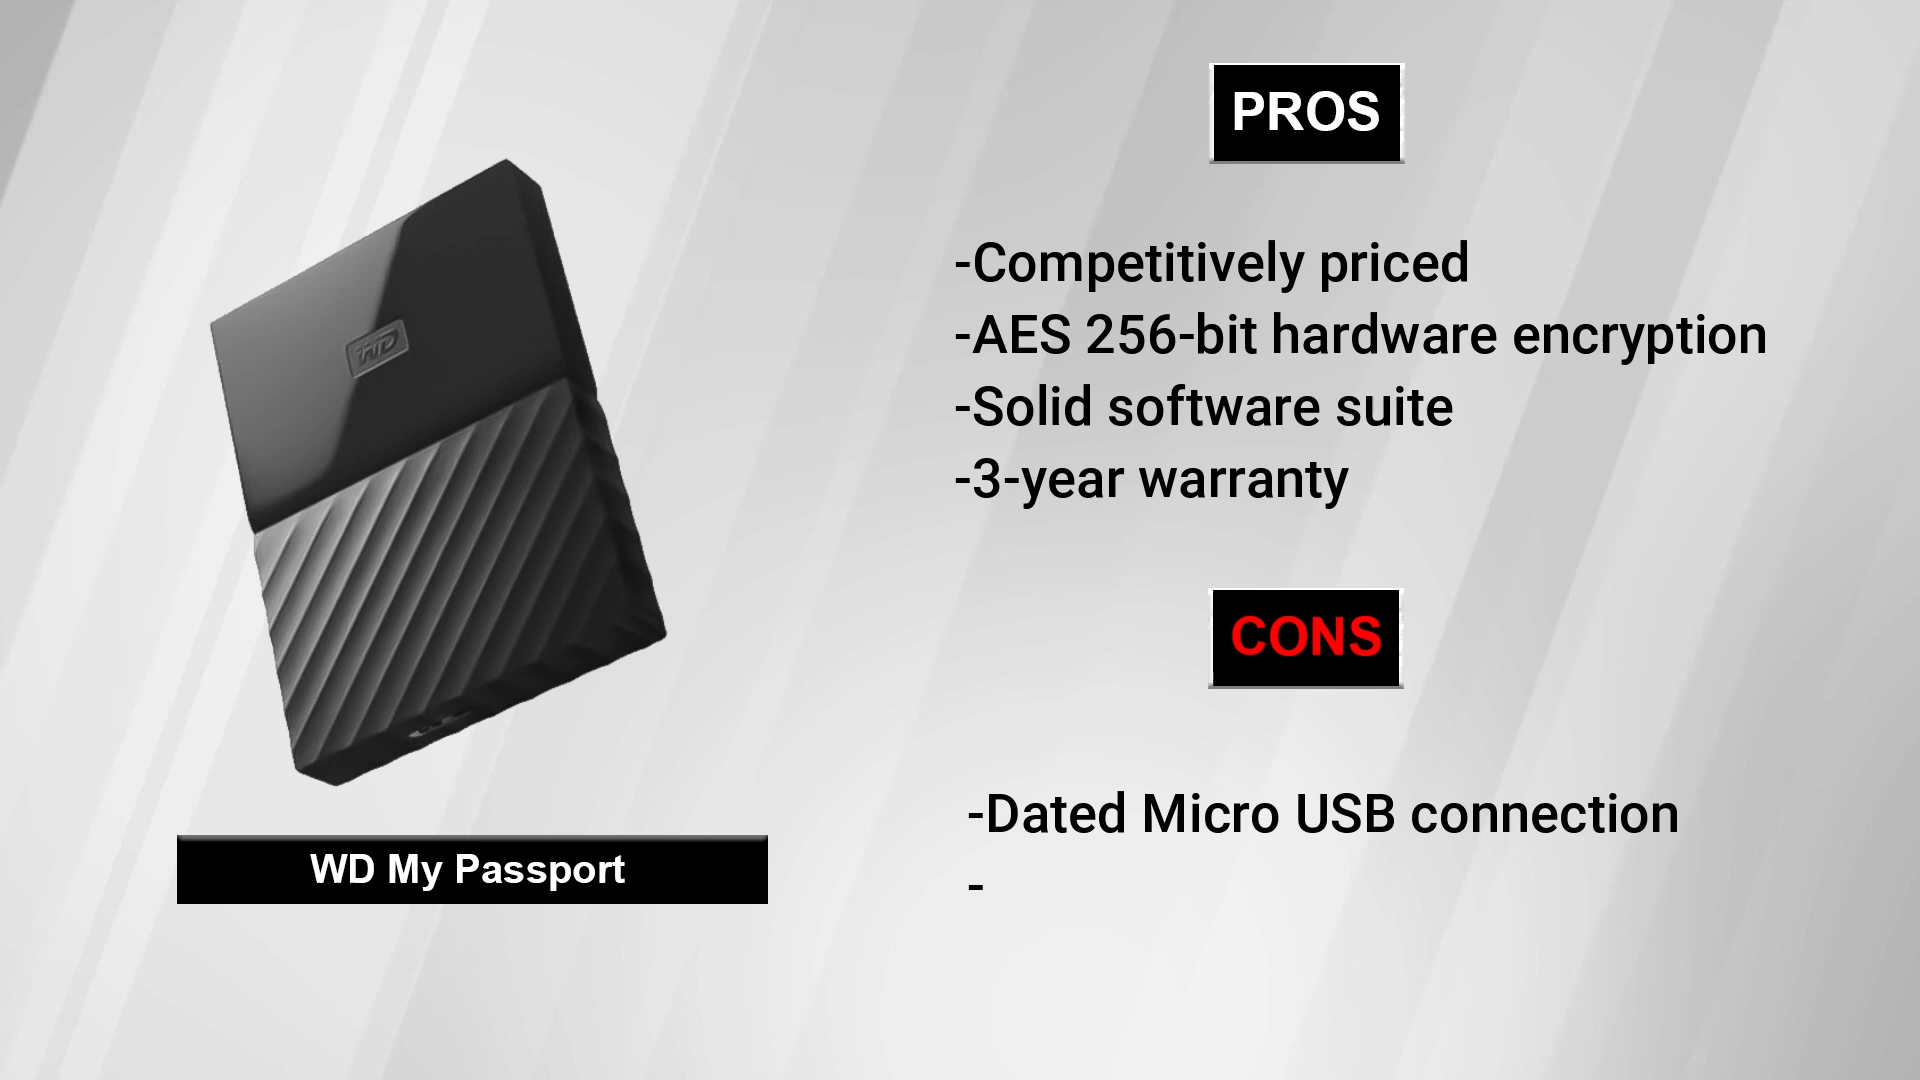 PROS
-Competitively priced
-AES 256-bit hardware encryption
-Solid software suite
-3-year warranty
CONS
-Dated Micro USB connection
-
WD
WD My Passport